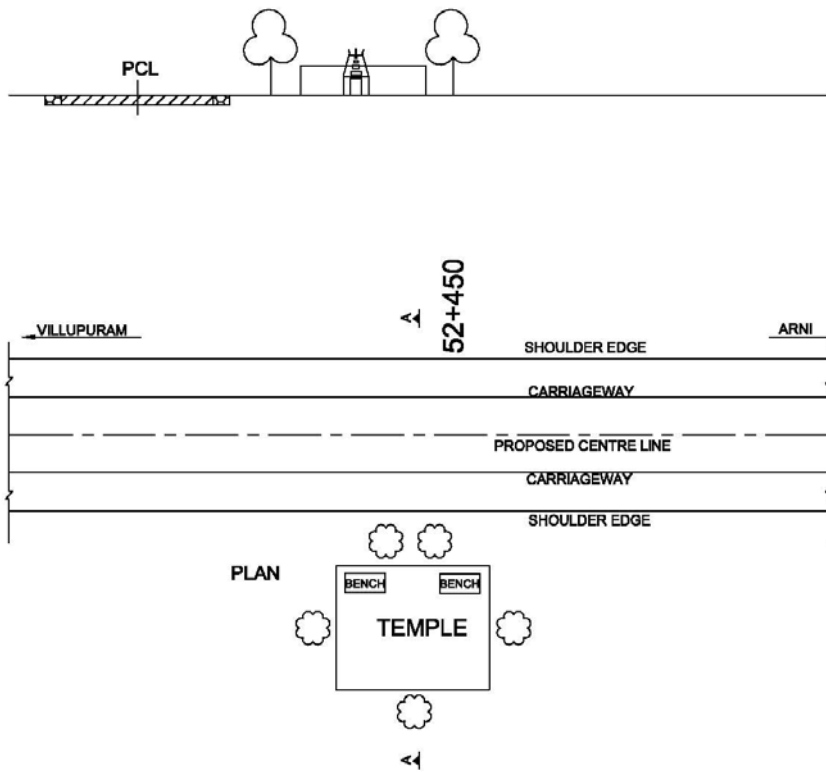 PCL
52+450
A
VILLUPURAM
ARNI
SHOULDER EDGE
CARRIAGEWAY
PROPOSED CENTRE LINE
CARRIAGEWAY
SHOULDER EDGE
PLAN
BENCH
BENCH
TEMPLE
A